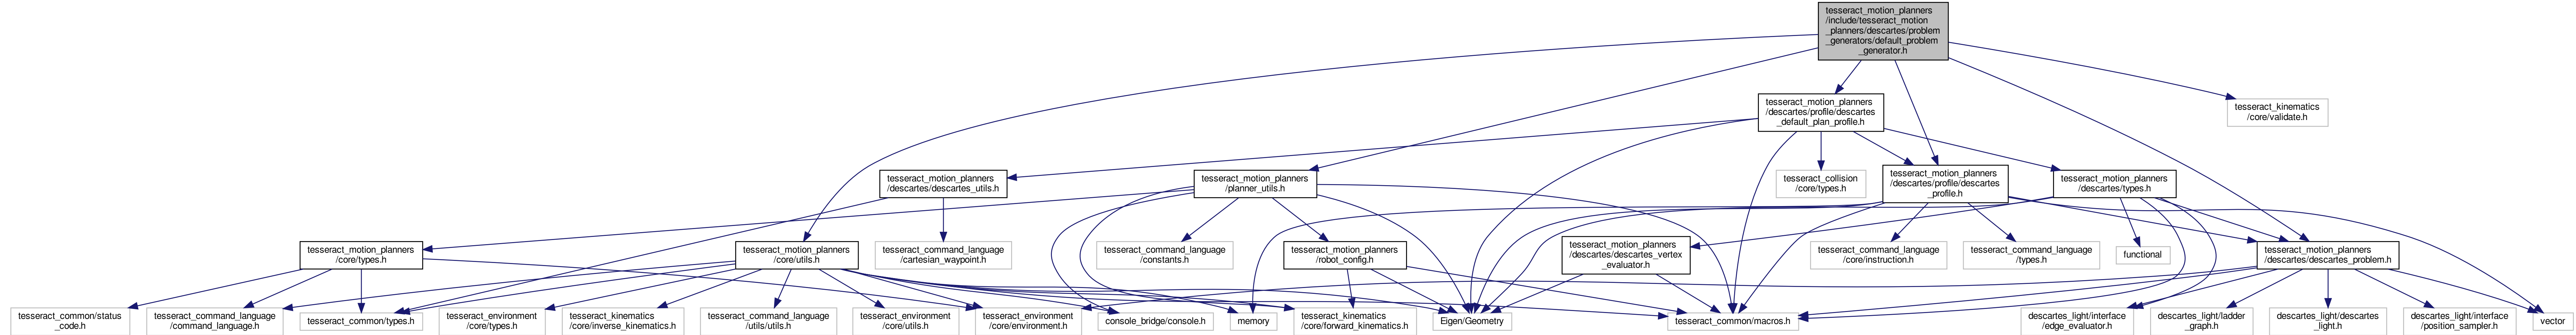 tesseract_motion_planners
/include/tesseract_motion
_planners/descartes/problem
_generators/default_problem
_generator.h
tesseract_motion_planners
/descartes/profile/descartes
_default_plan_profile.h
tesseract_kinematics
/core/validate.h
tesseract_motion_planners
/descartes/descartes_utils.h
tesseract_motion_planners
/planner_utils.h
tesseract_collision
/core/types.h
tesseract_motion_planners
/descartes/profile/descartes
_profile.h
tesseract_motion_planners
/descartes/types.h
tesseract_motion_planners
/core/types.h
tesseract_motion_planners
/core/utils.h
tesseract_command_language
/cartesian_waypoint.h
tesseract_command_language
/constants.h
tesseract_motion_planners
/robot_config.h
tesseract_motion_planners
/descartes/descartes_vertex
_evaluator.h
tesseract_command_language
/core/instruction.h
tesseract_command_language
/types.h
functional
tesseract_motion_planners
/descartes/descartes_problem.h
tesseract_common/status
_code.h
tesseract_command_language
/command_language.h
tesseract_common/types.h
tesseract_environment
/core/types.h
tesseract_kinematics
/core/inverse_kinematics.h
tesseract_command_language
/utils/utils.h
tesseract_environment
/core/utils.h
tesseract_environment
/core/environment.h
console_bridge/console.h
memory
tesseract_kinematics
/core/forward_kinematics.h
Eigen/Geometry
tesseract_common/macros.h
descartes_light/interface
/edge_evaluator.h
descartes_light/ladder
_graph.h
descartes_light/descartes
_light.h
descartes_light/interface
/position_sampler.h
vector